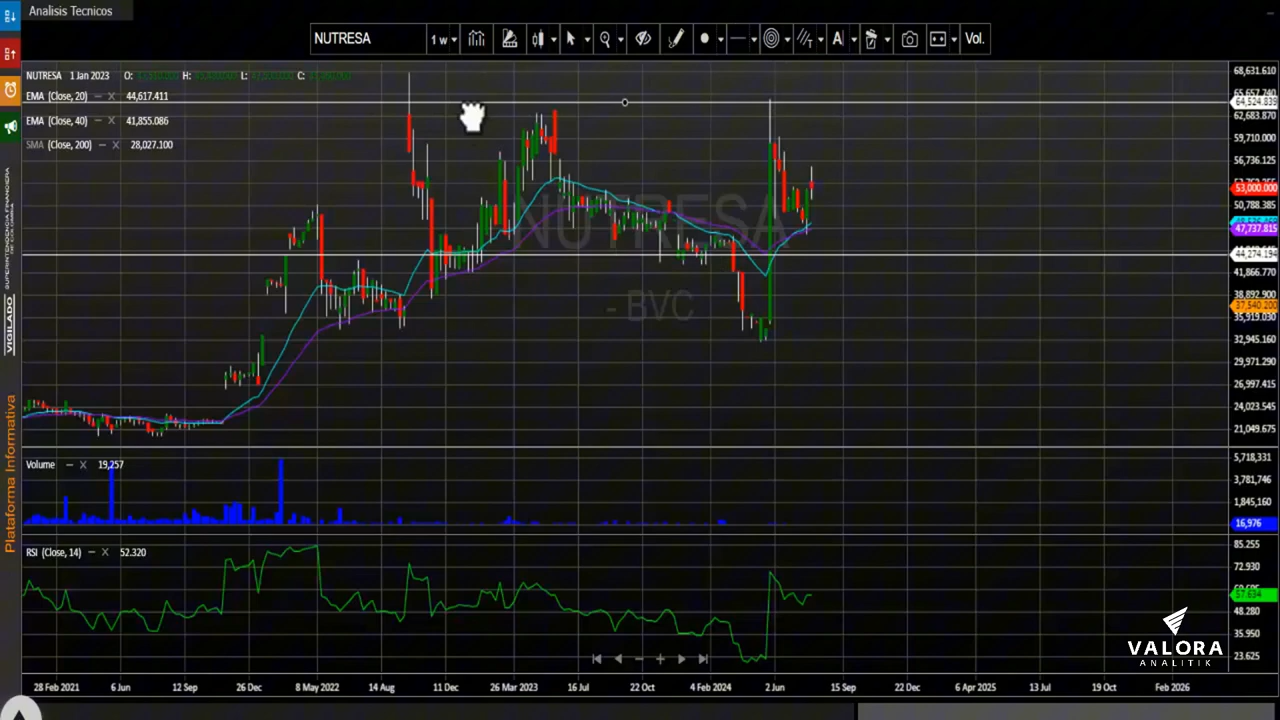 Analisis Tecnicos
NUTRESA
1 w
A
Vol.
NUTRESA 1 Jan 2023 O: H: L: C:
EMA (Close, 20) – X 44,617.411
EMA (Close, 40) – X 41,855.086
SMA (Close, 200) – X 28,027.100
NUTRESA
- BVC
68,631.610
65,657.740
64,524.839
62,683.870
59,710.000
56,736.125
53,000.000
50,788.385
47,737.815
44,274.194
41,866.770
38,892.900
37,540.200
35,919.030
32,945.160
29,971.290
26,997.415
24,023.545
21,049.675
Volume – X 19,257
5,718,331
3,781,746
1,845,160
16,976
RSI (Close, 14) – X 52.320
85.255
72.930
57.634
48.280
35.950
23.625
28 Feb 2021
6 Jun
12 Sep
26 Dec
8 May 2022
14 Aug
11 Dec
26 Mar 2023
16 Jul
22 Oct
4 Feb 2024
2 Jun
15 Sep
22 Dec
6 Apr 2025
13 Jul
19 Oct
Feb 2026
VIGILADO
Plataforma Informativa
VALORA
ANALITIK